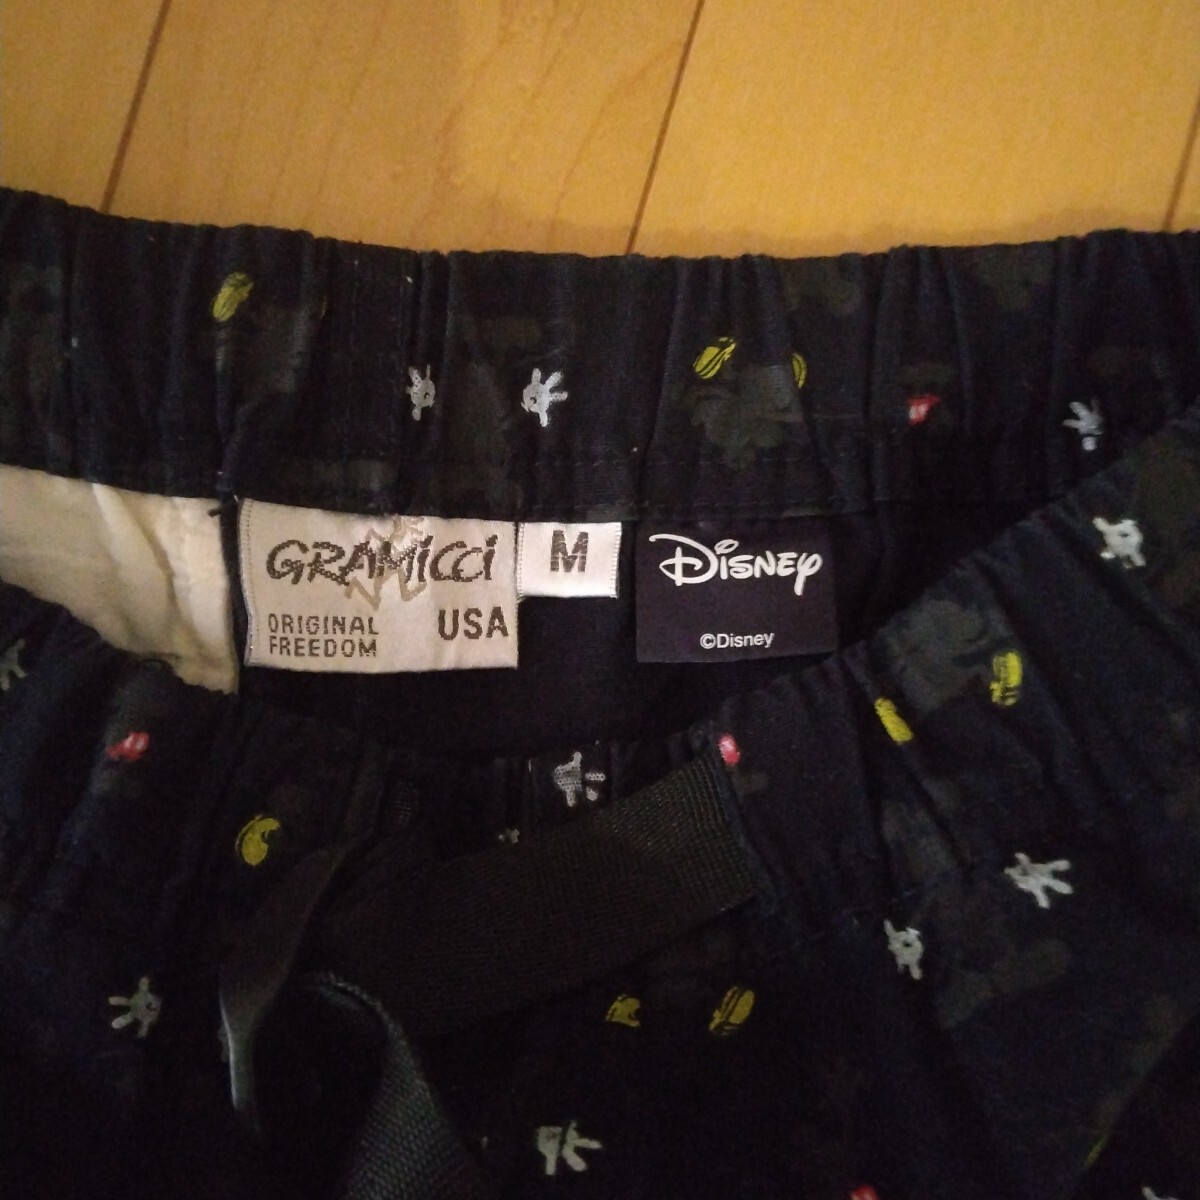 GRAMiCCi
ORIGINAL
FREEDOM
USA
M
Disney
©Disney